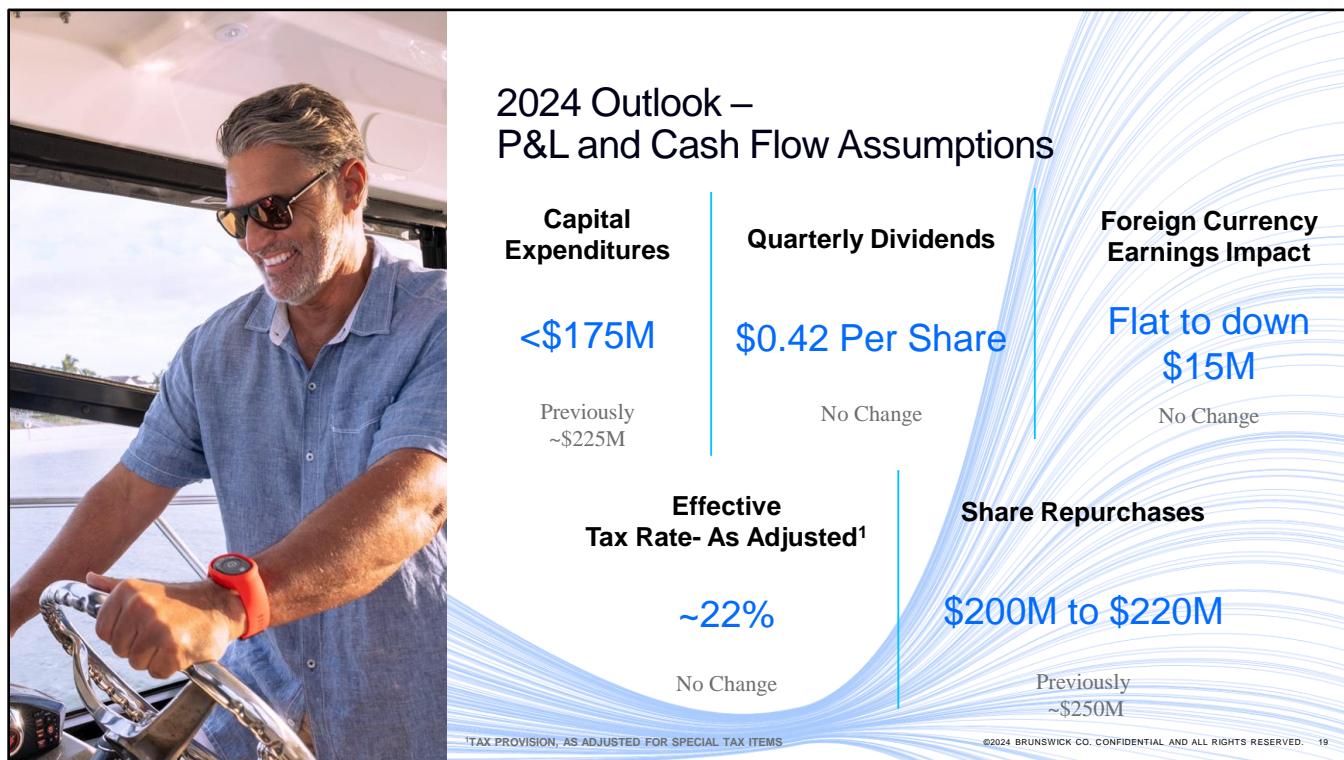 2024 Outlook –
P&L and Cash Flow Assumptions
Capital
Expenditures
<$175M
Previously
~$225M
Quarterly Dividends
$0.42 Per Share
No Change
Foreign Currency
Earnings Impact
Flat to down
$15M
No Change
Effective
Tax Rate- As Adjusted¹
~22%
No Change
Share Repurchases
$200M to $220M
Previously
~$250M
¹TAX PROVISION, AS ADJUSTED FOR SPECIAL TAX ITEMS
©2024 BRUNSWICK CO. CONFIDENTIAL AND ALL RIGHTS RESERVED. 19